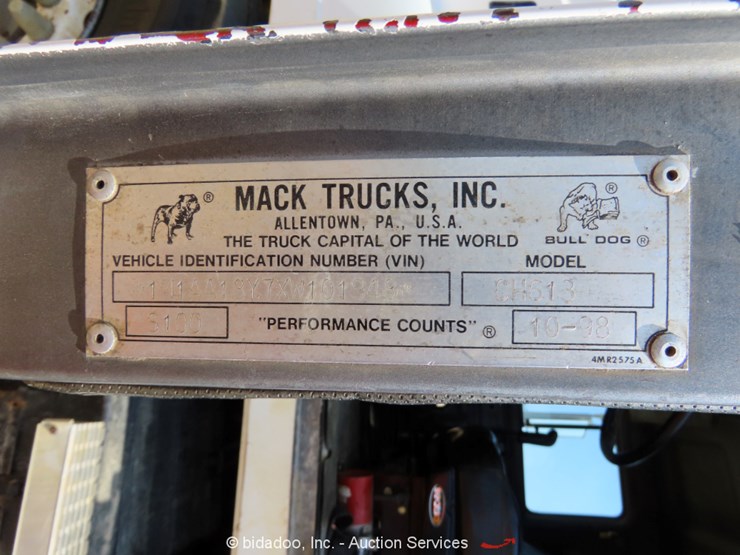 MACK TRUCKS, INC.
ALLENTOWN, PA., U.S.A.
THE TRUCK CAPITAL OF THE WORLD
BULL DOG ®
VEHICLE IDENTIFICATION NUMBER (VIN) MODEL
"PERFORMANCE COUNTS" ® 10-98
4MR2575A
© bidadoo, Inc. - Auction Services